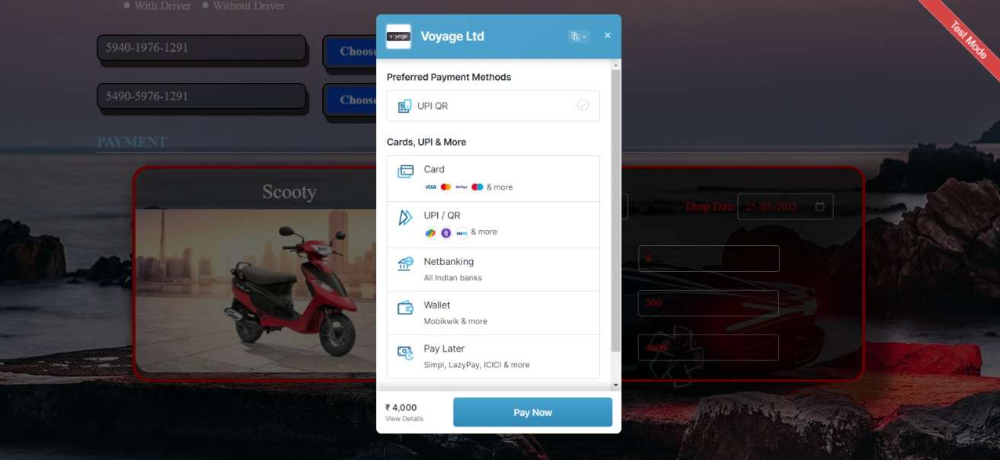 With Driver Without Driver
5940-1976-1291
Choose
5490-5976-1291
Choose
PAYMENT
Scooty
Drop Date 25-05-2023
8
500
4000
Test Mode
voyage
Voyage Ltd
Preferred Payment Methods
UPI QR
Cards, UPI & More
Card
VISA RuPay & more
UPI / QR
& more
Netbanking
All Indian banks
Wallet
Mobikwik & more
Pay Later
Simpl, LazyPay, ICICI & more
₹ 4,000
View Details
Pay Now